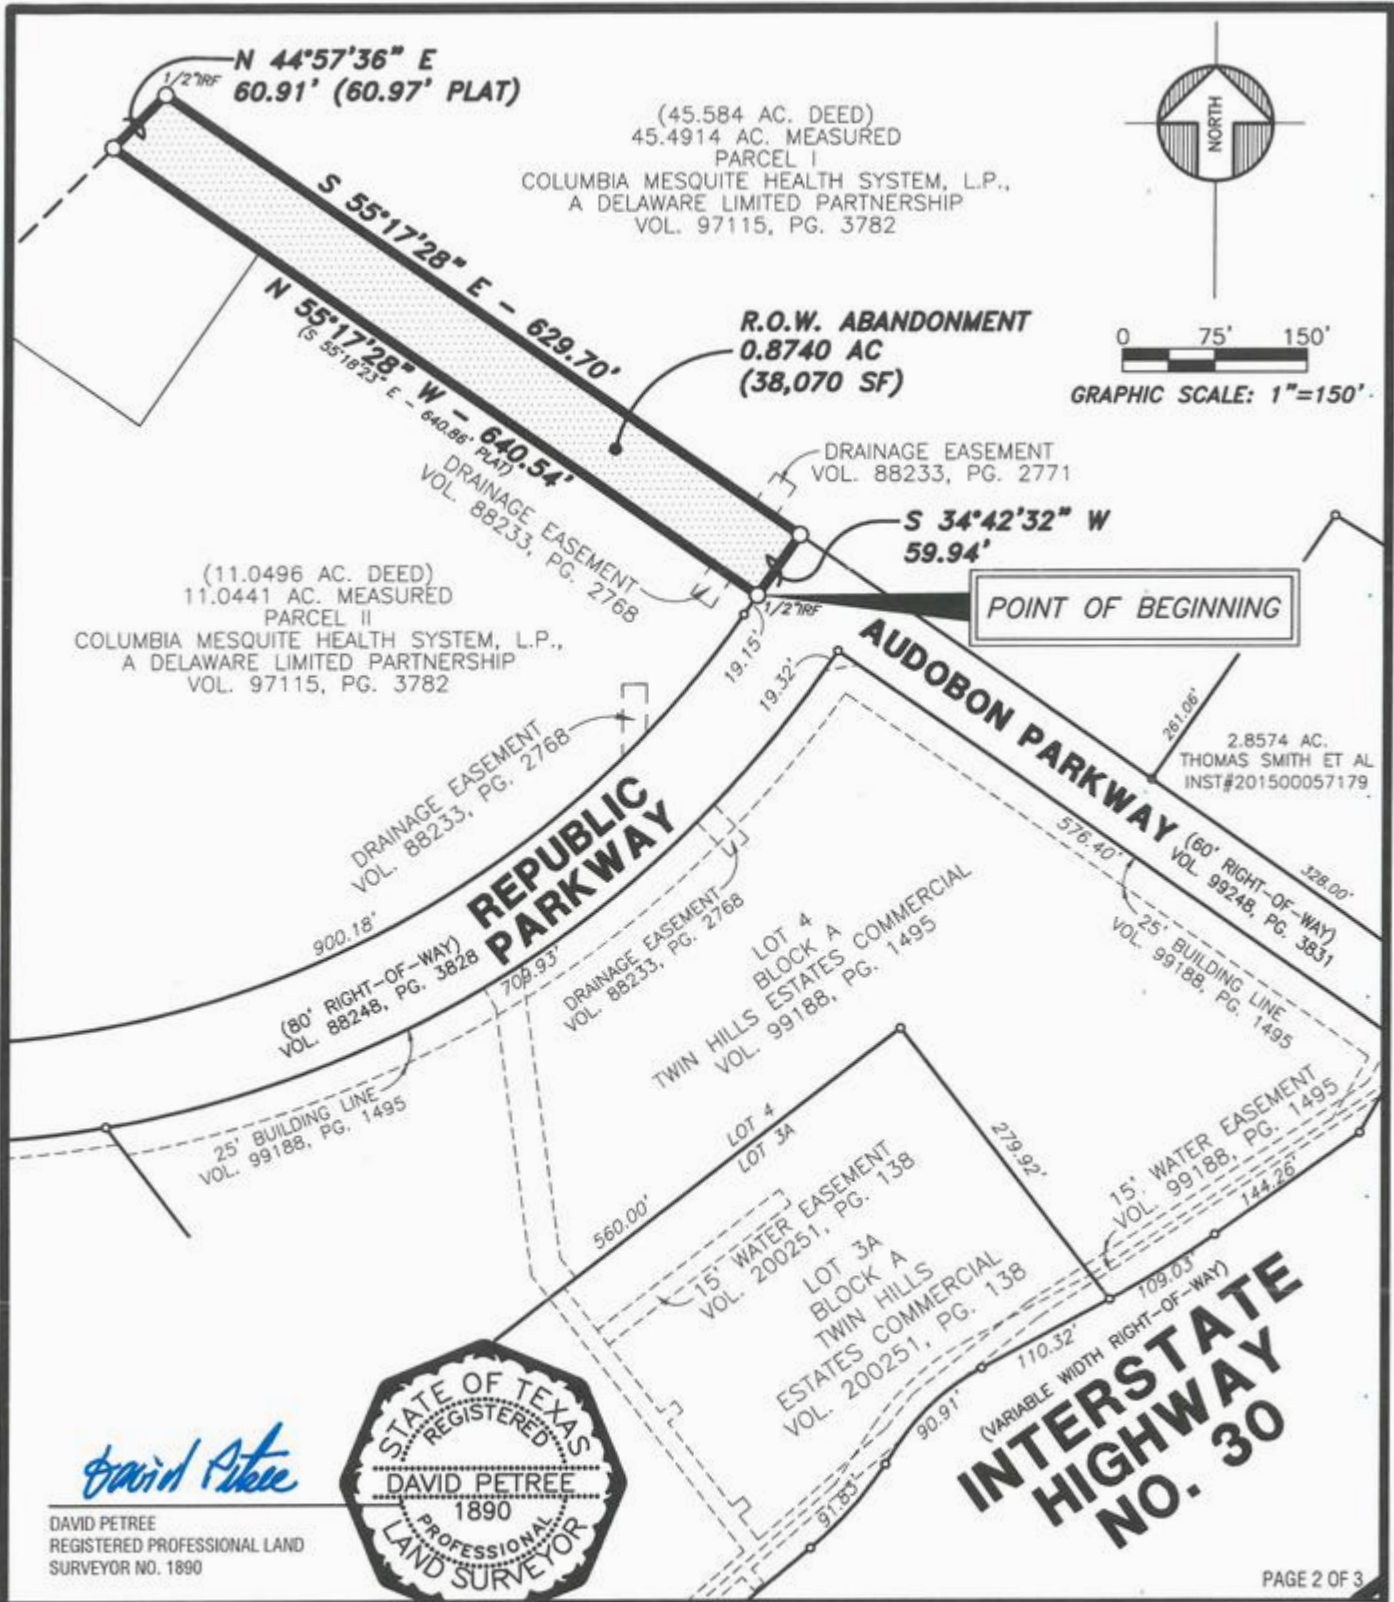 N 44°57'36" E
60.91' (60.97' PLAT)
1/2"IRF
(45.584 AC. DEED)
45.4914 AC. MEASURED
PARCEL I
COLUMBIA MESQUITE HEALTH SYSTEM, L.P.,
A DELAWARE LIMITED PARTNERSHIP
VOL. 97115, PG. 3782
NORTH
S 55°17'28" E - 629.70'
N 55°17'28" W - 640.54'
(S 55°18'23" E - 640.86' PLAT)
R.O.W. ABANDONMENT
0.8740 AC
(38,070 SF)
0 75' 150'
GRAPHIC SCALE: 1"=150'
DRAINAGE EASEMENT
VOL. 88233, PG. 2771
DRAINAGE EASEMENT
VOL. 88233, PG. 2768
S 34°42'32" W
59.94'
1/2"IRF
POINT OF BEGINNING
(11.0496 AC. DEED)
11.0441 AC. MEASURED
PARCEL II
COLUMBIA MESQUITE HEALTH SYSTEM, L.P.,
A DELAWARE LIMITED PARTNERSHIP
VOL. 97115, PG. 3782
19.15'
19.32'
AUDOBON PARKWAY
(60' RIGHT-OF-WAY)
VOL. 99248, PG. 3831
261.06'
2.8574 AC.
THOMAS SMITH ET AL
INST#201500057179
328.00'
576.40'
25' BUILDING LINE
VOL. 99188, PG. 1495
DRAINAGE EASEMENT
VOL. 88233, PG. 2768
REPUBLIC
PARKWAY
900.18'
(80' RIGHT-OF-WAY)
VOL. 88248, PG. 3828
709.93'
DRAINAGE EASEMENT
VOL. 88233, PG. 2768
LOT 4
BLOCK A
TWIN HILLS ESTATES COMMERCIAL
VOL. 99188, PG. 1495
25' BUILDING LINE
VOL. 99188, PG. 1495
LOT 4
LOT 3A
560.00'
279.92'
15' WATER EASEMENT
VOL. 200251, PG. 138
LOT 3A
BLOCK A
TWIN HILLS
ESTATES COMMERCIAL
VOL. 200251, PG. 138
15' WATER EASEMENT
VOL. 99188, PG. 1495
144.26'
109.03'
110.32'
90.91'
91.83'
(VARIABLE WIDTH RIGHT-OF-WAY)
INTERSTATE
HIGHWAY
NO. 30
David Petree
DAVID PETREE
REGISTERED PROFESSIONAL LAND
SURVEYOR NO. 1890
STATE OF TEXAS
REGISTERED
DAVID PETREE
1890
PROFESSIONAL
LAND SURVEYOR
PAGE 2 OF 3